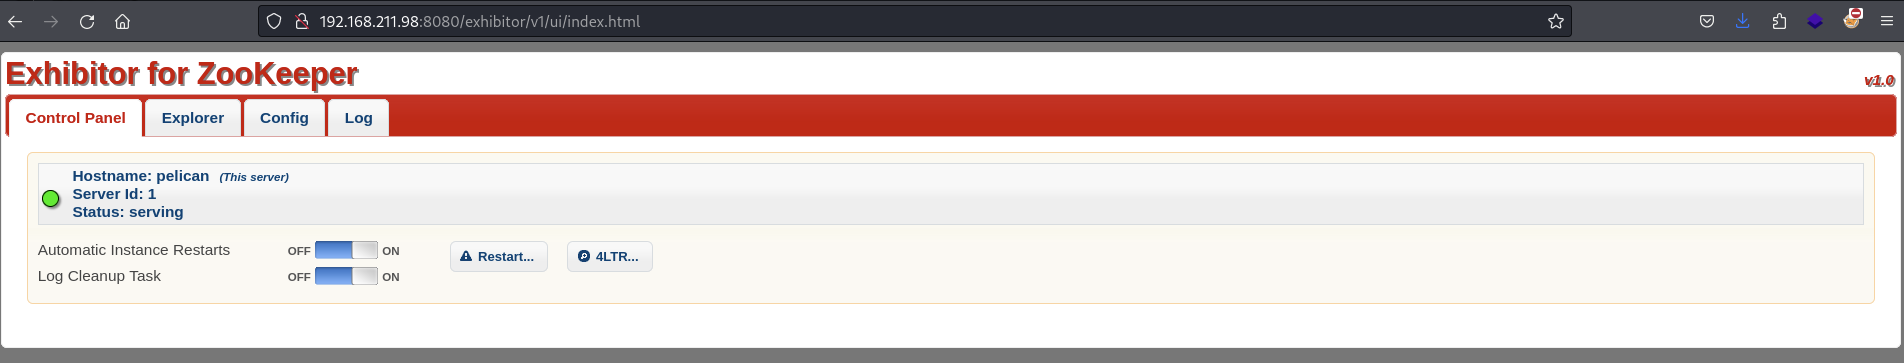 192.168.211.98:8080/exhibitor/v1/ui/index.html
Exhibitor for ZooKeeper
v1.0
Control Panel Explorer Config Log
Hostname: pelican (This server)
Server Id: 1
Status: serving
Automatic Instance Restarts OFF ON Restart... 4LTR...
Log Cleanup Task OFF ON